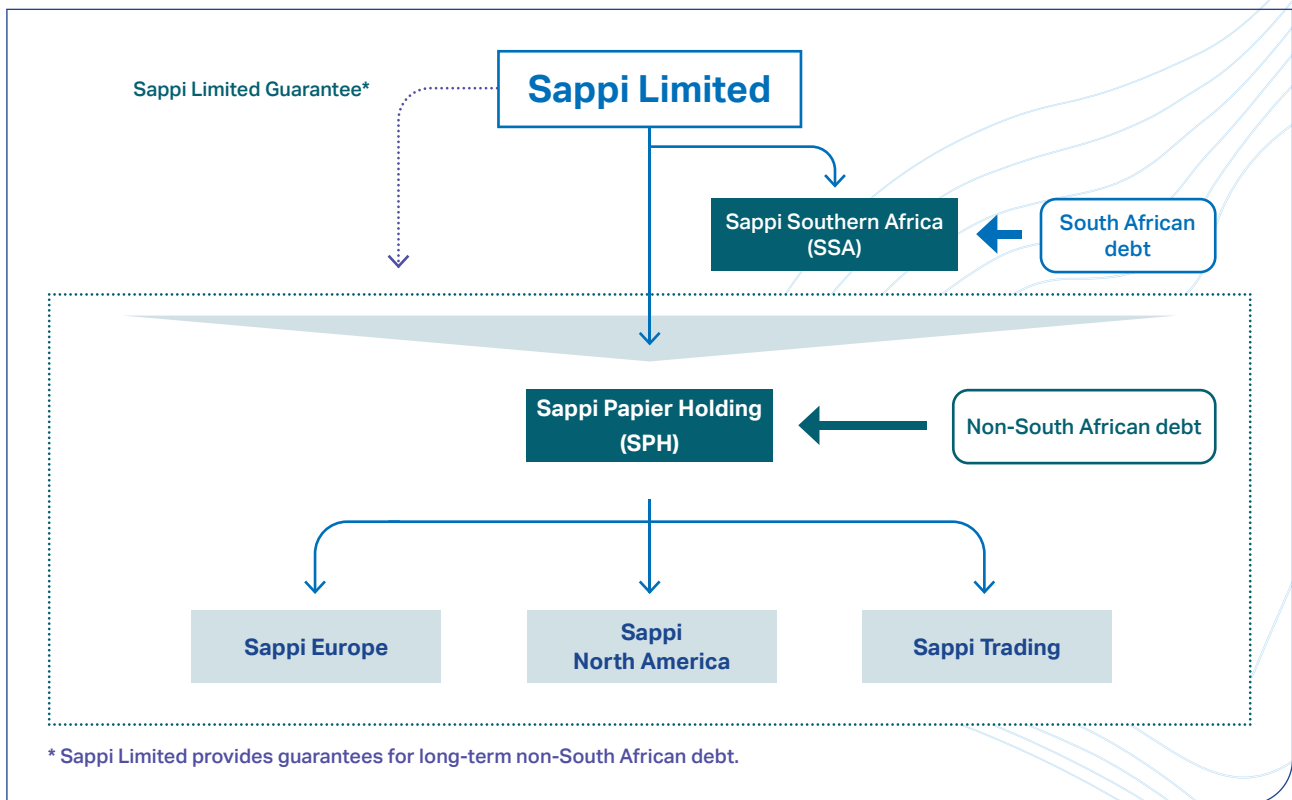 Sappi Limited Guarantee*
Sappi Limited
Sappi Southern Africa
(SSA)
South African
debt
Sappi Papier Holding
(SPH)
Non-South African debt
Sappi Europe
Sappi
North America
Sappi Trading
* Sappi Limited provides guarantees for long-term non-South African debt.